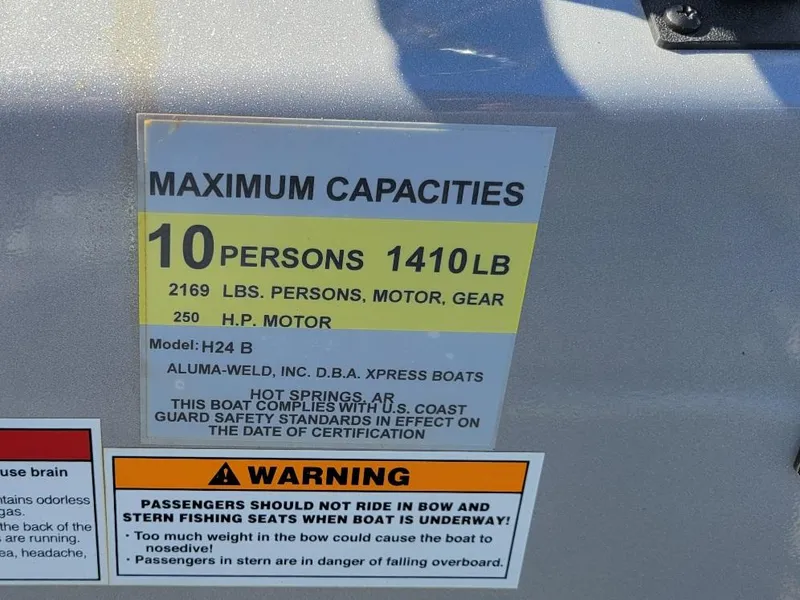 MAXIMUM CAPACITIES
10 PERSONS 1410 LB
2169 LBS. PERSONS, MOTOR, GEAR
250 H.P. MOTOR
Model: H24 B
ALUMA-WELD, INC. D.B.A. XPRESS BOATS
HOT SPRINGS, AR
THIS BOAT COMPLIES WITH U.S. COAST
GUARD SAFETY STANDARDS IN EFFECT ON
THE DATE OF CERTIFICATION
use brain
odorless
gas.
the back of the
are running.
headache,
WARNING
PASSENGERS SHOULD NOT RIDE IN BOW AND
STERN FISHING SEATS WHEN BOAT IS UNDERWAY!
· Too much weight in the bow could cause the boat to
nosedive!
· Passengers in stern are in danger of falling overboard.